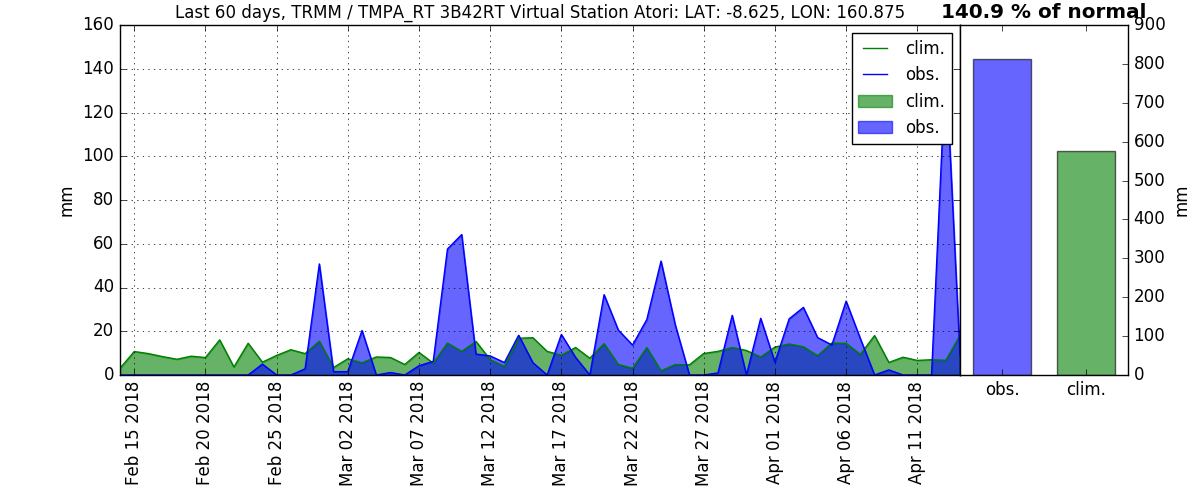 Last 60 days, TRMM / TMPA_RT 3B42RT Virtual Station Atori: LAT: -8.625, LON: 160.875
140.9 % of normal
mm
160
140
120
100
80
60
40
20
0
clim.
obs.
clim.
obs.
Feb 15 2018
Feb 20 2018
Feb 25 2018
Mar 02 2018
Mar 07 2018
Mar 12 2018
Mar 17 2018
Mar 22 2018
Mar 27 2018
Apr 01 2018
Apr 06 2018
Apr 11 2018
900
800
700
600
500
400
300
200
100
0
mm
obs.
clim.